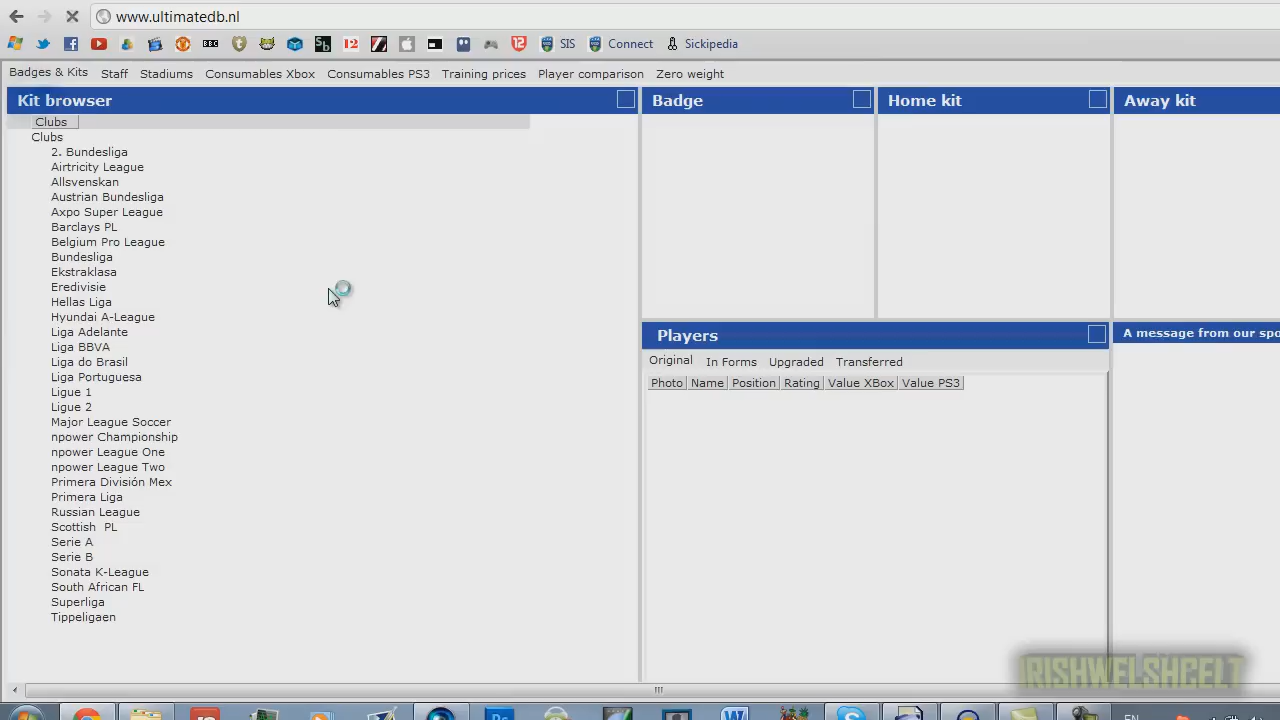 www.ultimatedb.nl
SIS Connect Sickipedia
Badges & Kits Staff Stadiums Consumables Xbox Consumables PS3 Training prices Player comparison Zero weight
Kit browser
Clubs
Clubs
2. Bundesliga
Airtricity League
Allsvenskan
Austrian Bundesliga
Axpo Super League
Barclays PL
Belgium Pro League
Bundesliga
Ekstraklasa
Eredivisie
Hellas Liga
Hyundai A-League
Liga Adelante
Liga BBVA
Liga do Brasil
Liga Portuguesa
Ligue 1
Ligue 2
Major League Soccer
npower Championship
npower League One
npower League Two
Primera División Mex
Primera Liga
Russian League
Scottish PL
Serie A
Serie B
Sonata K-League
South African FL
Superliga
Tippeligaen
Badge
Home kit
Away kit
Players
Original In Forms Upgraded Transferred
Photo Name Position Rating Value XBox Value PS3
A message from our spo
IRISHWELSHCELT
EN